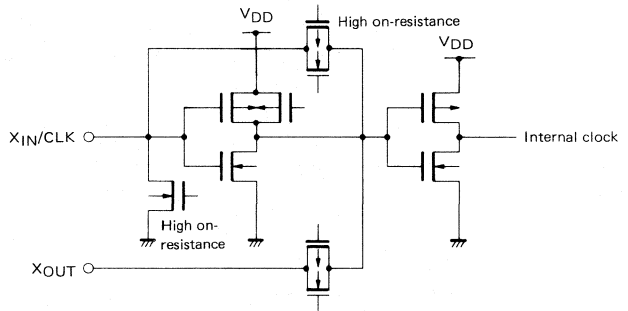 VDD
High on-resistance
VDD
XIN/CLK
Internal clock
High on-
resistance
XOUT